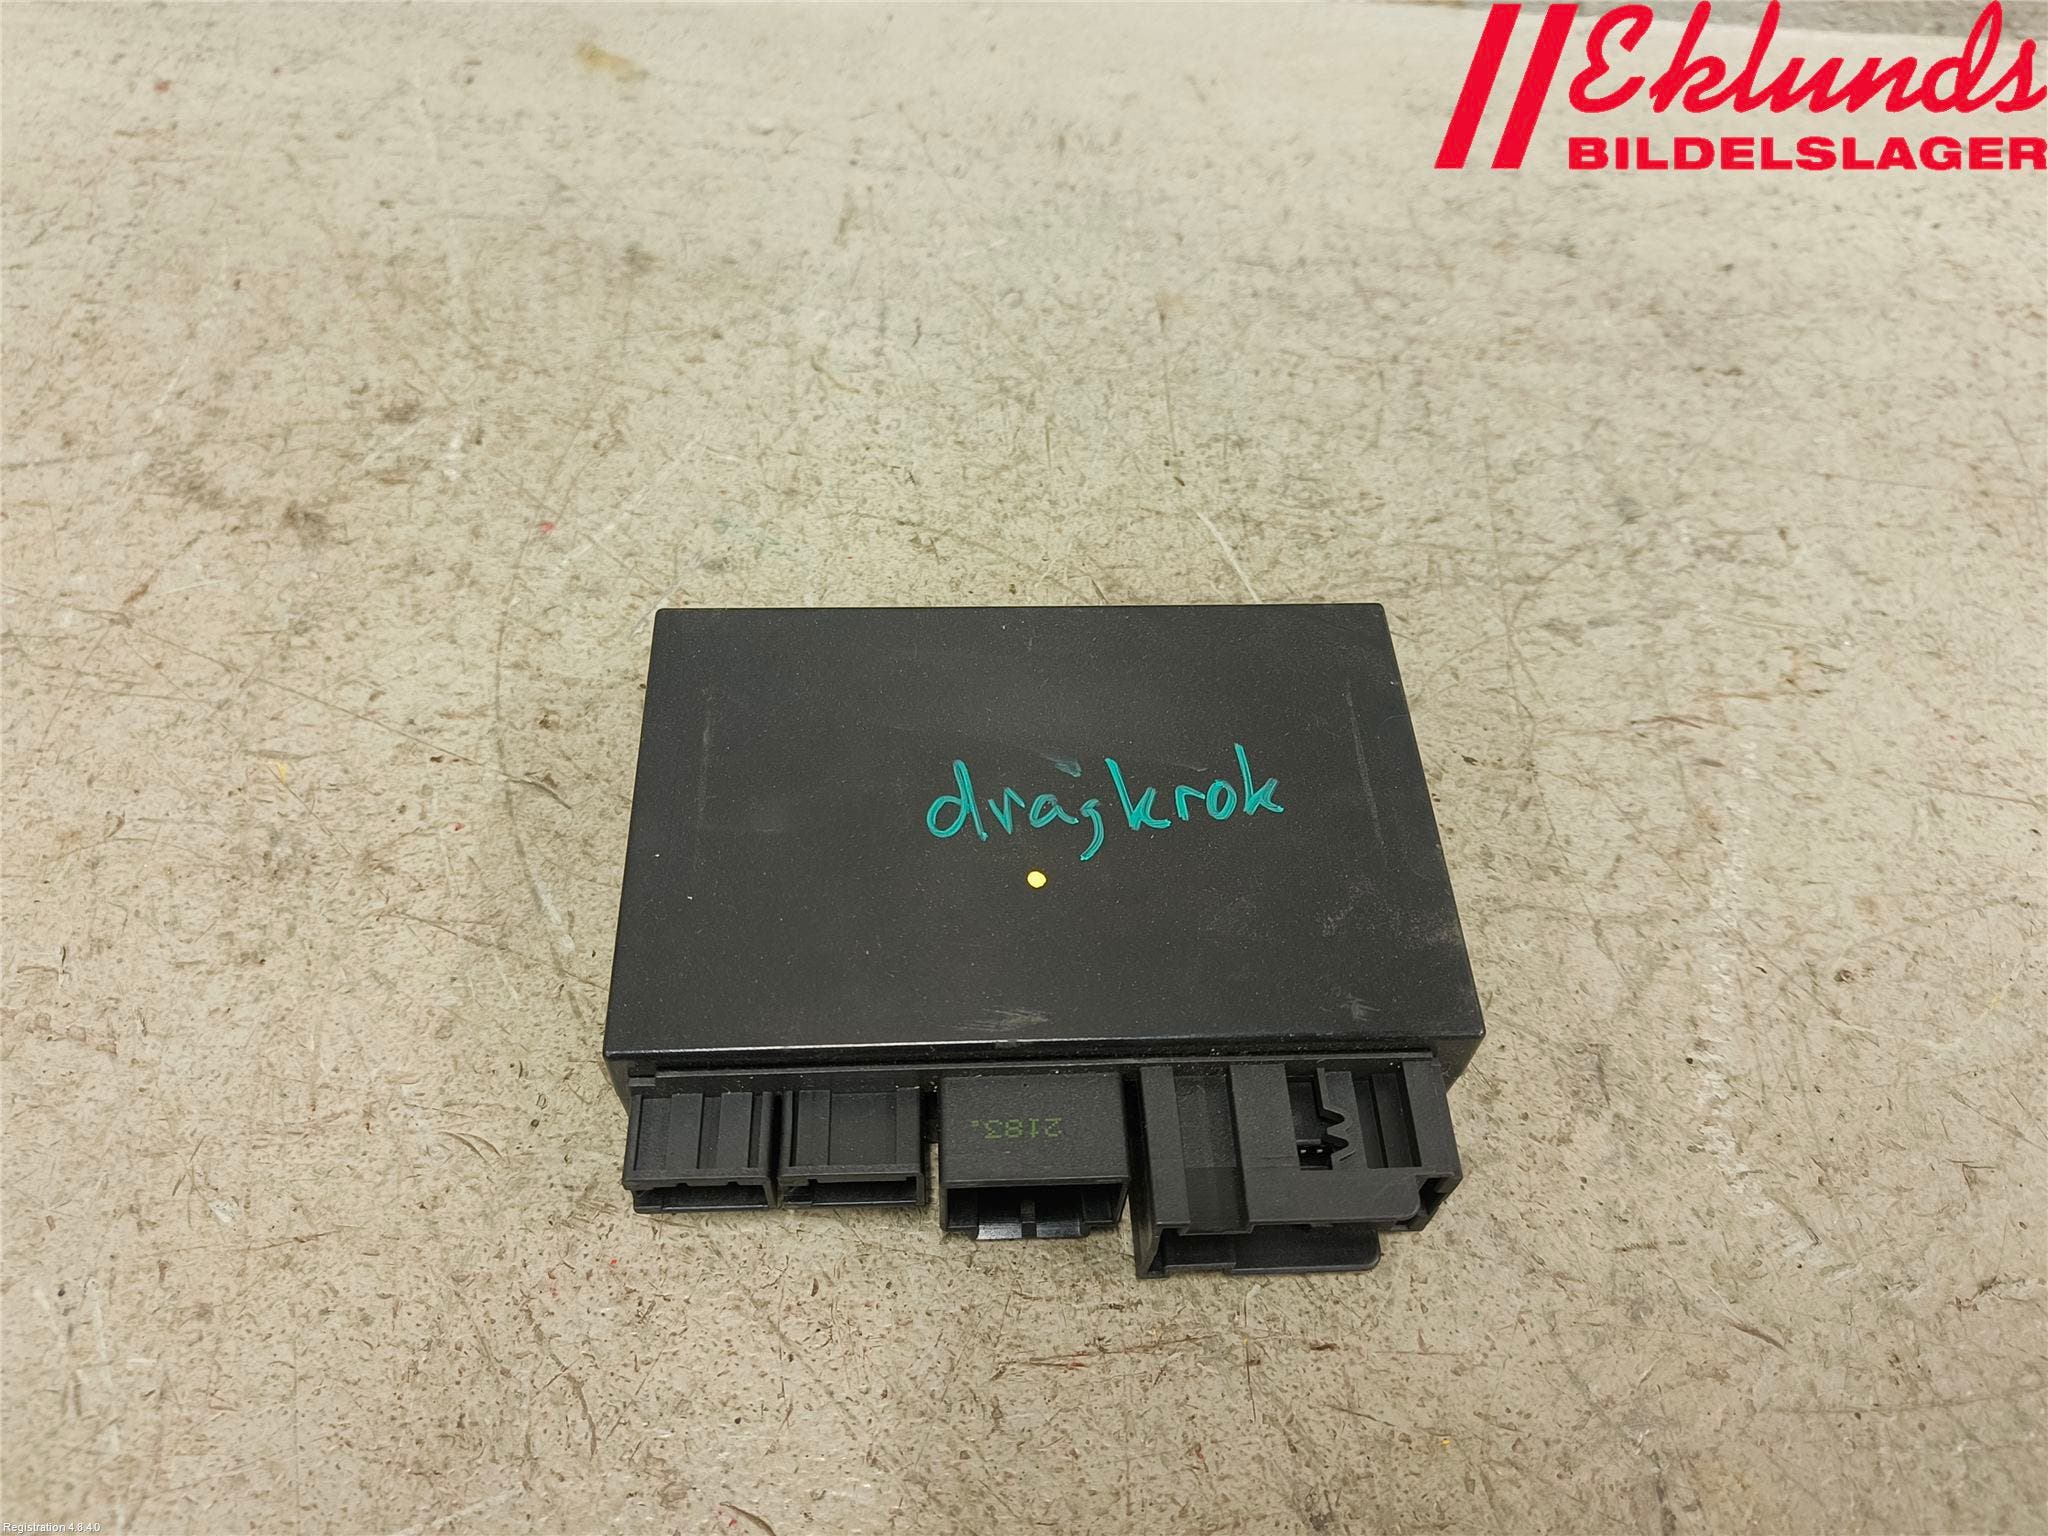 Eklunds
BILDELSLAGER
dragkrok
2183.
Registration 4.8.4.0